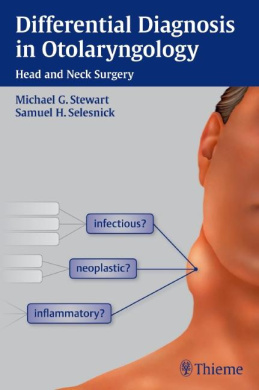 Differential Diagnosis
in Otolaryngology
Head and Neck Surgery
Michael G. Stewart
Samuel H. Selesnick
infectious?
neoplastic?
inflammatory?
Thieme